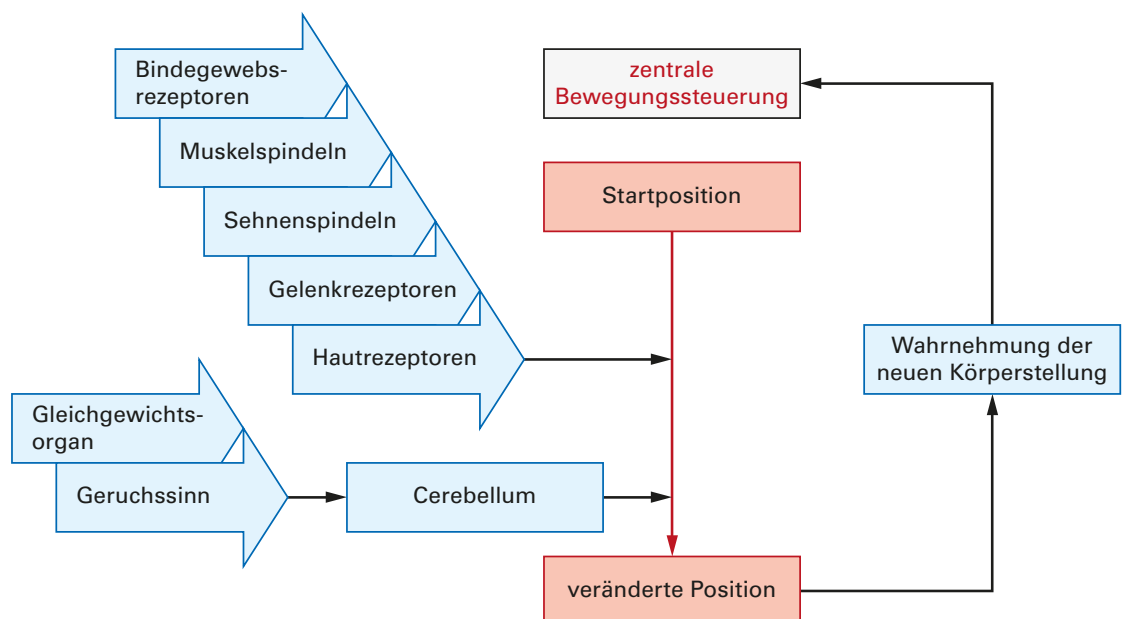 Bindegewebs-
rezeptoren
Muskelspindeln
Sehnenspindeln
Gelenkrezeptoren
Hautrezeptoren
Gleichgewichts-
organ
Geruchssinn
Cerebellum
zentrale
Bewegungssteuerung
Startposition
veränderte Position
Wahrnehmung der
neuen Körperstellung